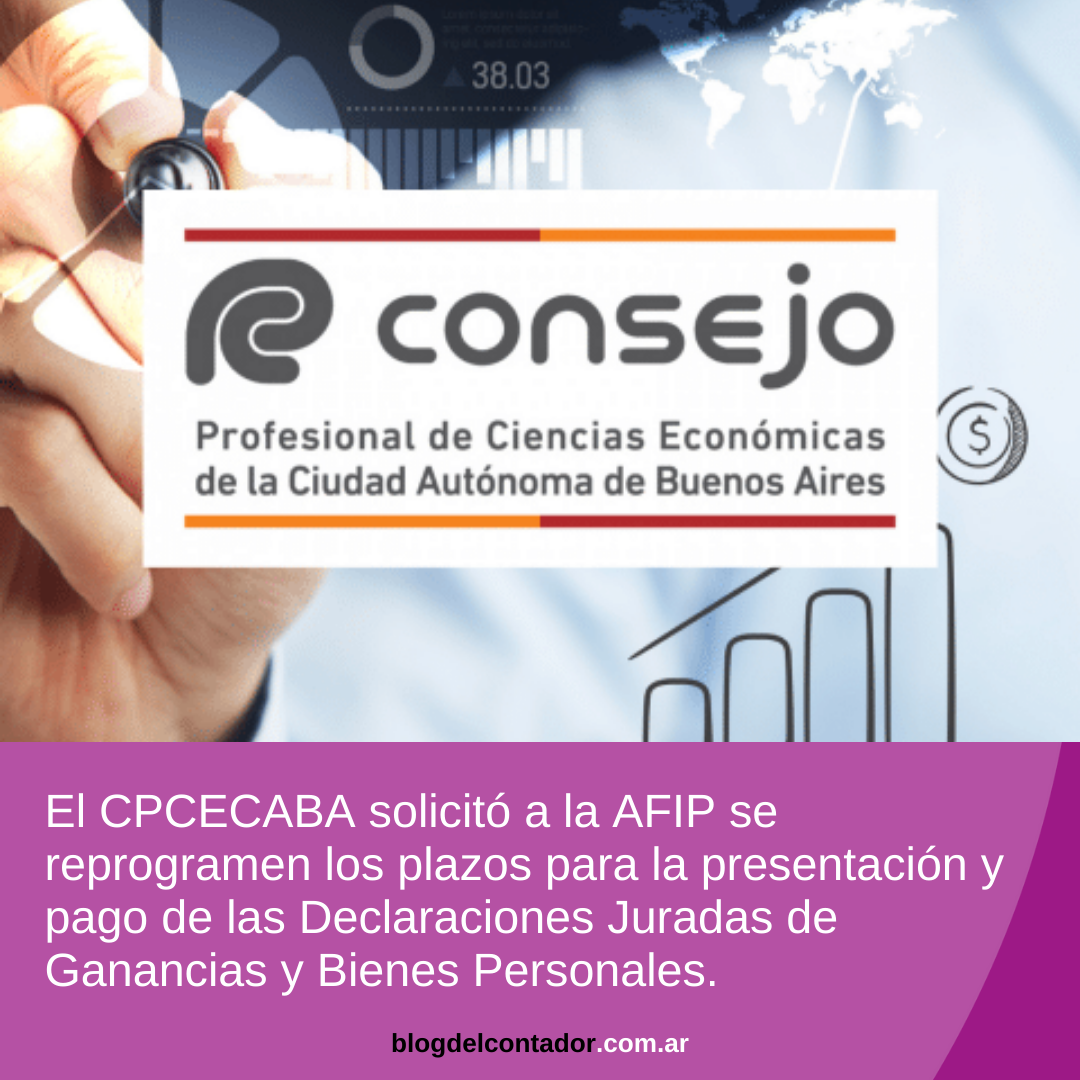 38.03
consejo
Profesional de Ciencias Económicas
de la Ciudad Autónoma de Buenos Aires
$
El CPCECABA solicitó a la AFIP se
reprogramen los plazos para la presentación y
pago de las Declaraciones Juradas de
Ganancias y Bienes Personales.
blogdelcontador.com.ar